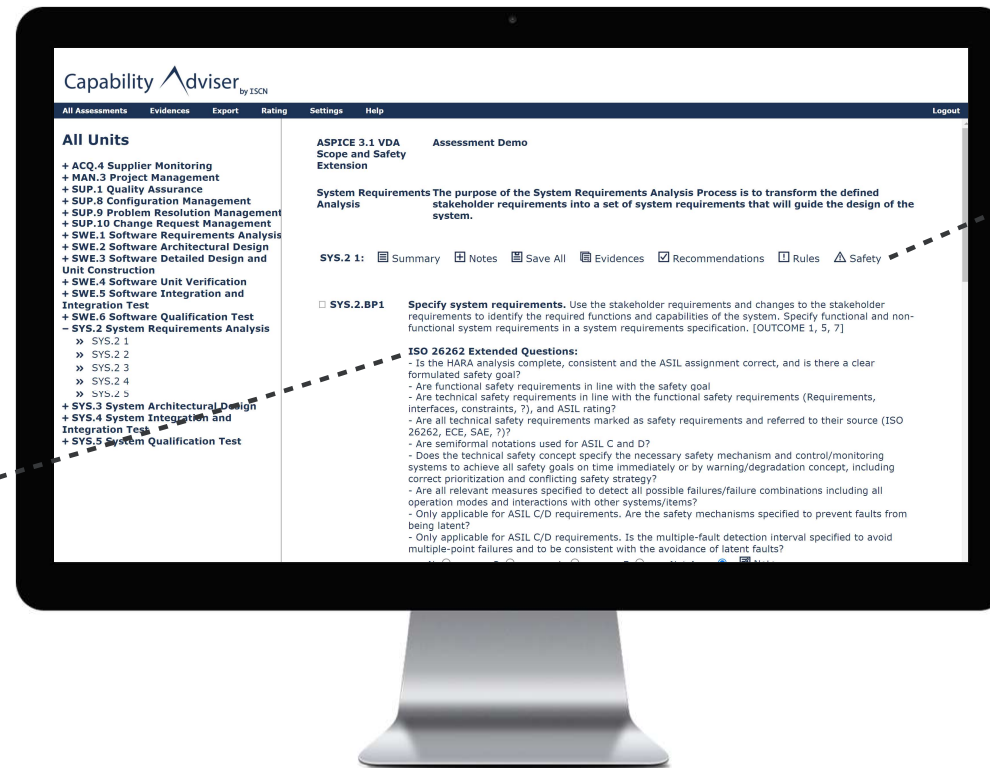 Capability Adviser by ISCN
All Assessments Evidences Export Rating Settings Help Logout
All Units
+ ACQ.4 Supplier Monitoring
+ MAN.3 Project Management
+ SUP.1 Quality Assurance
+ SUP.8 Configuration Management
+ SUP.9 Problem Resolution Management
+ SUP.10 Change Request Management
+ SWE.1 Software Requirements Analysis
+ SWE.2 Software Architectural Design
+ SWE.3 Software Detailed Design and
Unit Construction
+ SWE.4 Software Unit Verification
+ SWE.5 Software Integration and
Integration Test
+ SWE.6 Software Qualification Test
– SYS.2 System Requirements Analysis
» SYS.2 1
» SYS.2 2
» SYS.2 3
» SYS.2 4
» SYS.2 5
+ SYS.3 System Architectural Design
+ SYS.4 System Integration and
Integration Test
+ SYS.5 System Qualification Test
ASPICE 3.1 VDA Assessment Demo
Scope and Safety
Extension
System Requirements The purpose of the System Requirements Analysis Process is to transform the defined
Analysis stakeholder requirements into a set of system requirements that will guide the design of the
system.
SYS.2 1: Summary Notes Save All Evidences Recommendations Rules Safety
SYS.2.BP1 Specify system requirements. Use the stakeholder requirements and changes to the stakeholder
requirements to identify the required functions and capabilities of the system. Specify functional and non-
functional system requirements in a system requirements specification. [OUTCOME 1, 5, 7]
ISO 26262 Extended Questions:
- Is the HARA analysis complete, consistent and the ASIL assignment correct, and is there a clear
formulated safety goal?
- Are functional safety requirements in line with the safety goal
- Are technical safety requirements in line with the functional safety requirements (Requirements,
interfaces, constraints, ?), and ASIL rating?
- Are all technical safety requirements marked as safety requirements and referred to their source (ISO
26262, ECE, SAE, ?)?
- Are semiformal notations used for ASIL C and D?
- Does the technical safety concept specify the necessary safety mechanism and control/monitoring
systems to achieve all safety goals on time immediately or by warning/degradation concept, including
correct prioritization and conflicting safety strategy?
- Are all relevant measures specified to detect all possible failures/failure combinations including all
operation modes and interactions with other systems/items?
- Only applicable for ASIL C/D requirements. Are the safety mechanisms specified to prevent faults from
being latent?
- Only applicable for ASIL C/D requirements. Is the multiple-fault detection interval specified to avoid
multiple-point failures and to be consistent with the avoidance of latent faults?